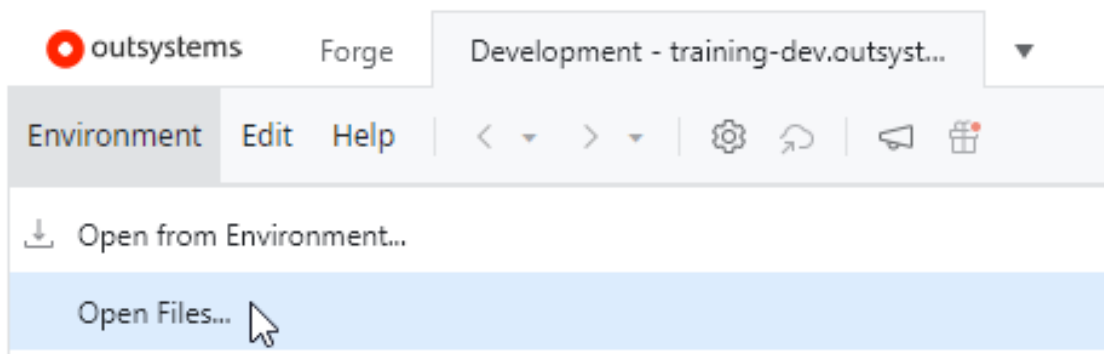 outsystems Forge Development - training-dev.outsyst...
Environment Edit Help
Open from Environment...
Open Files...